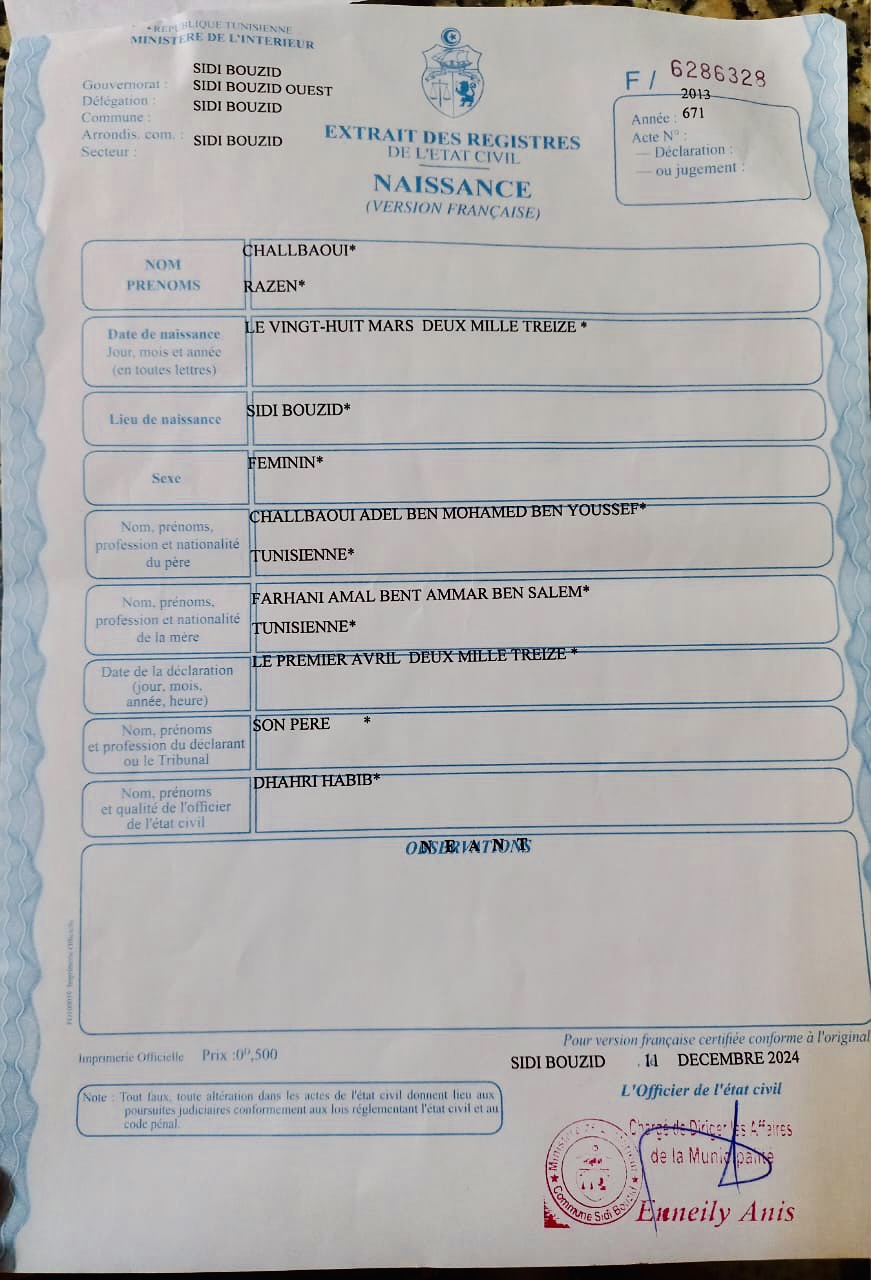 REPUBLIQUE TUNISIENNE
MINISTERE DE L'INTERIEUR
Gouvernorat : SIDI BOUZID
Délégation : SIDI BOUZID OUEST
Commune : SIDI BOUZID
Arrondis. com. : SIDI BOUZID
Secteur :
EXTRAIT DES REGISTRES
DE L'ETAT CIVIL
NAISSANCE
(VERSION FRANÇAISE)
F / 6286328
2013
Année : 671
Acte N° :
— Déclaration :
— ou jugement :
NOM CHALLBAOUI*
PRENOMS RAZEN*
Date de naissance LE VINGT-HUIT MARS DEUX MILLE TREIZE *
Jour, mois et année
(en toutes lettres)
Lieu de naissance SIDI BOUZID*
Sexe FEMININ*
Nom, prénoms, CHALLBAOUI ADEL BEN MOHAMED BEN YOUSSEF*
profession et nationalité
du père TUNISIENNE*
Nom, prénoms, FARHANI AMAL BENT AMMAR BEN SALEM*
profession et nationalité
de la mère TUNISIENNE*
Date de la déclaration LE PREMIER AVRIL DEUX MILLE TREIZE *
(jour, mois,
année, heure)
Nom, prénoms SON PERE *
et profession du déclarant
ou le Tribunal
Nom, prénoms DHAHRI HABIB*
et qualité de l'officier
de l'état civil
OBSERVATIONS
N E A N T
Imprimerie Officielle Prix :0ᴰ,500
Pour version française certifiée conforme à l'original
SIDI BOUZID 11 DECEMBRE 2024
L'Officier de l'état civil
Note : Tout faux, toute altération dans les actes de l'état civil donnent lieu aux
poursuites judiciaires conformement aux lois réglementant l'état civil et au
code pénal.
Chargé de Diriger les Affaires
de la Municipalité
Commune Sidi Bouzid
Enneily Anis